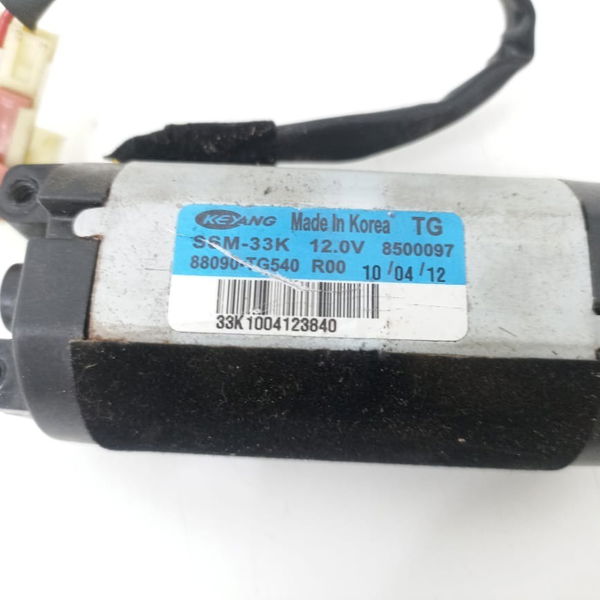 KEYANG Made In Korea TG
SSM-33K 12.0V 8500097
88090-TG540 R00 10/04/12
33K1004123840